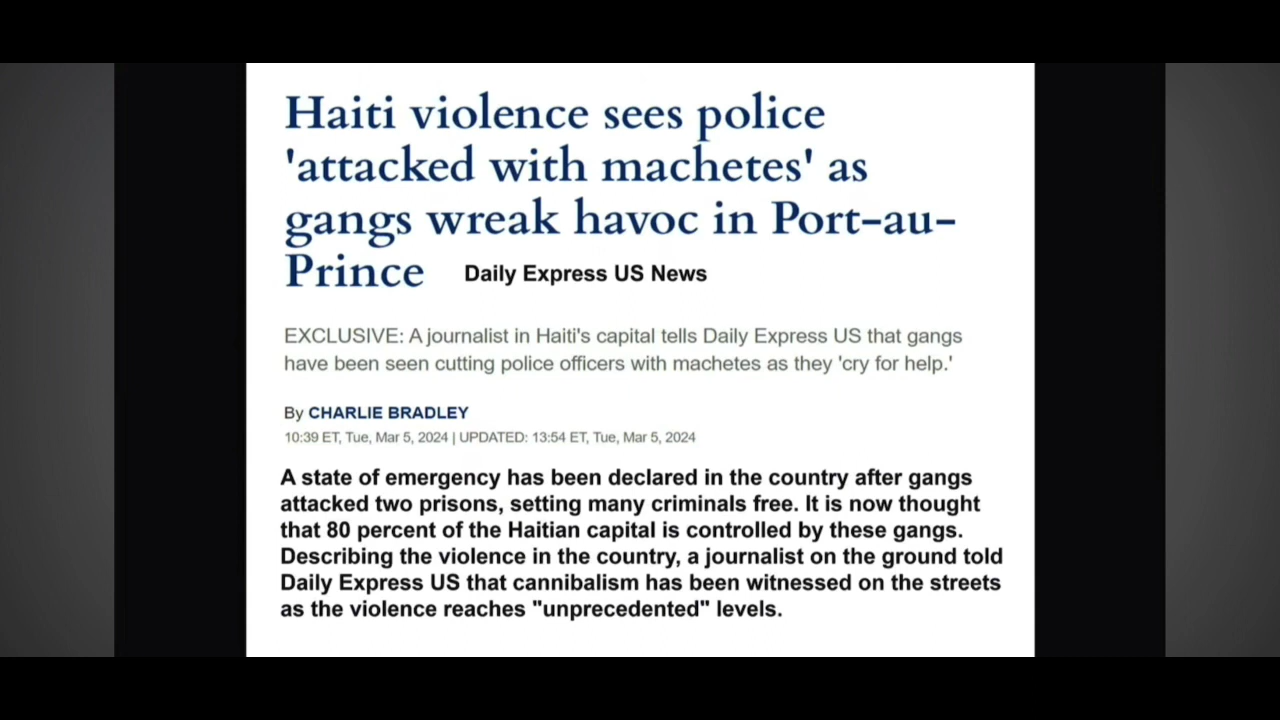 Haiti violence sees police
'attacked with machetes' as
gangs wreak havoc in Port-au-
Prince Daily Express US News
EXCLUSIVE: A journalist in Haiti's capital tells Daily Express US that gangs
have been seen cutting police officers with machetes as they 'cry for help.'
By CHARLIE BRADLEY
10:39 ET, Tue, Mar 5, 2024 | UPDATED: 13:54 ET, Tue, Mar 5, 2024
A state of emergency has been declared in the country after gangs
attacked two prisons, setting many criminals free. It is now thought
that 80 percent of the Haitian capital is controlled by these gangs.
Describing the violence in the country, a journalist on the ground told
Daily Express US that cannibalism has been witnessed on the streets
as the violence reaches "unprecedented" levels.